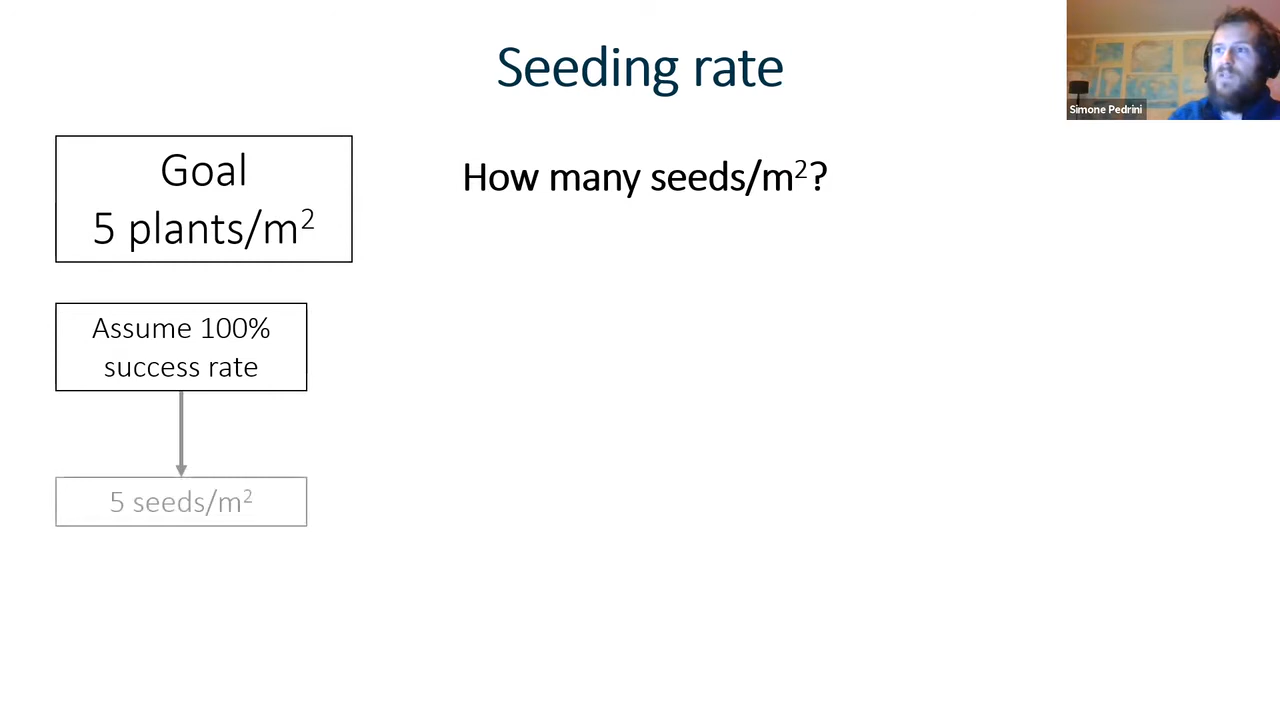 Seeding rate
Simone Pedrini
Goal
5 plants/m²
How many seeds/m²?
Assume 100%
success rate
5 seeds/m²